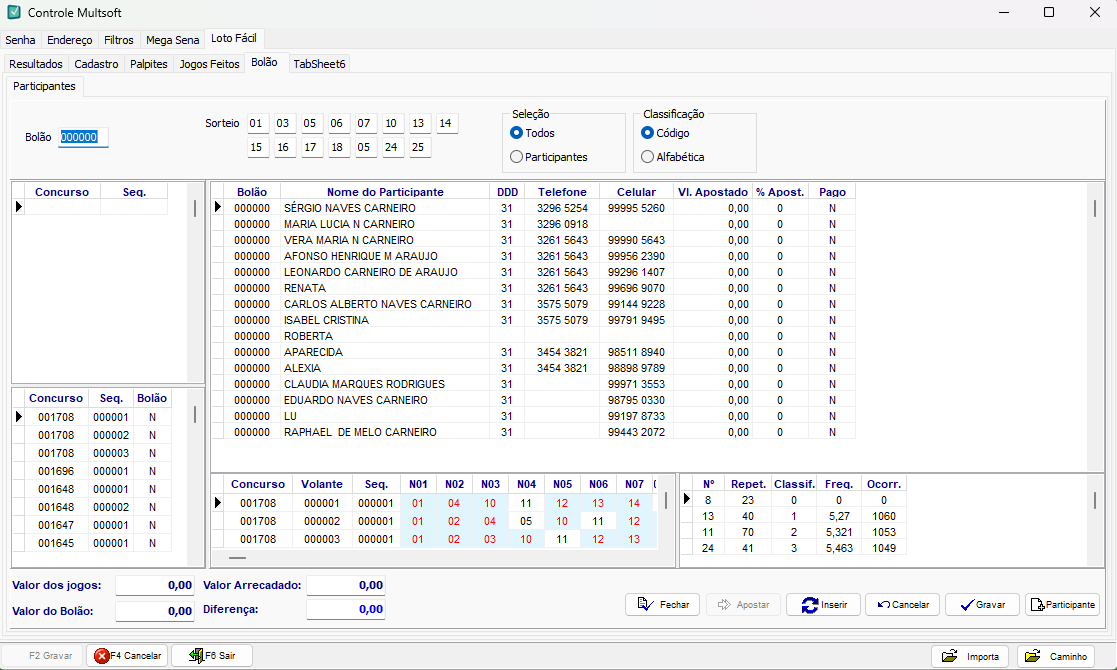 Controle Multsoft
Senha Endereço Filtros Mega Sena Loto Fácil
Resultados Cadastro Palpites Jogos Feitos Bolão TabSheet6
Participantes
Bolão 000000
Sorteio 01 03 05 06 07 10 13 14
15 16 17 18 05 24 25
Seleção
Todos
Participantes
Classificação
Código
Alfabética
Concurso Seq.
Bolão Nome do Participante DDD Telefone Celular Vl. Apostado % Apost. Pago
000000 SÉRGIO NAVES CARNEIRO 31 3296 5254 99995 5260 0,00 0 N
000000 MARIA LUCIA N CARNEIRO 31 3296 0918 0,00 0 N
000000 VERA MARIA N CARNEIRO 31 3261 5643 99990 5643 0,00 0 N
000000 AFONSO HENRIQUE M ARAUJO 31 3261 5643 99956 2390 0,00 0 N
000000 LEONARDO CARNEIRO DE ARAUJO 31 3261 5643 99296 1407 0,00 0 N
000000 RENATA 31 3261 5643 99696 9070 0,00 0 N
000000 CARLOS ALBERTO NAVES CARNEIRO 31 3575 5079 99144 9228 0,00 0 N
000000 ISABEL CRISTINA 31 3575 5079 99791 9495 0,00 0 N
000000 ROBERTA 0,00 0 N
000000 APARECIDA 31 3454 3821 98511 8940 0,00 0 N
000000 ALEXIA 31 3454 3821 98898 9789 0,00 0 N
000000 CLAUDIA MARQUES RODRIGUES 31 99971 3553 0,00 0 N
000000 EDUARDO NAVES CARNEIRO 31 98795 0330 0,00 0 N
000000 LU 31 99197 8733 0,00 0 N
000000 RAPHAEL DE MELO CARNEIRO 31 99443 2072 0,00 0 N
Concurso Seq. Bolão
001708 000001 N
001708 000002 N
001708 000003 N
001696 000001 N
001648 000001 N
001648 000002 N
001647 000001 N
001645 000001 N
Concurso Volante Seq. N01 N02 N03 N04 N05 N06 N07
001708 000001 000001 01 04 10 11 12 13 14
001708 000002 000001 01 02 04 05 10 11 12
001708 000003 000001 01 02 03 10 11 12 13
Nº Repet. Classif. Freq. Ocorr.
8 23 0 0 0
13 40 1 5,27 1060
11 70 2 5,321 1053
24 41 3 5,463 1049
Valor dos jogos: 0,00 Valor Arrecadado: 0,00
Valor do Bolão: 0,00 Diferença: 0,00
Fechar Apostar Inserir Cancelar Gravar Participante
F2 Gravar F4 Cancelar F6 Sair Importa Caminho